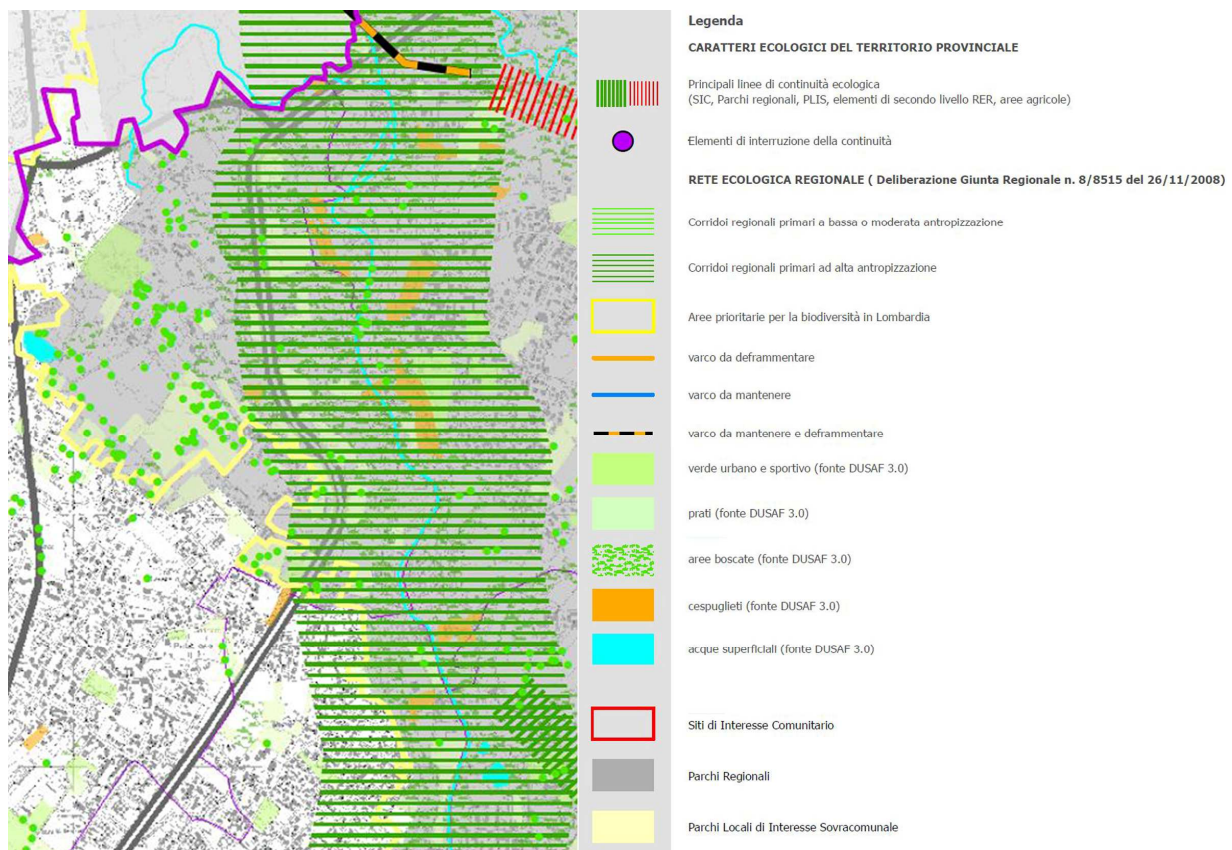 Legenda
CARATTERI ECOLOGICI DEL TERRITORIO PROVINCIALE
Principali linee di continuità ecologica
(SIC, Parchi regionali, PLIS, elementi di secondo livello RER, aree agricole)
Elementi di interruzione della continuità
RETE ECOLOGICA REGIONALE ( Deliberazione Giunta Regionale n. 8/8515 del 26/11/2008)
Corridoi regionali primari a bassa o moderata antropizzazione
Corridoi regionali primari ad alta antropizzazione
Aree prioritarie per la biodiversità in Lombardia
varco da deframmentare
varco da mantenere
varco da mantenere e deframmentare
verde urbano e sportivo (fonte DUSAF 3.0)
prati (fonte DUSAF 3.0)
aree boscate (fonte DUSAF 3.0)
cespuglieti (fonte DUSAF 3.0)
acque superficiali (fonte DUSAF 3.0)
Siti di Interesse Comunitario
Parchi Regionali
Parchi Locali di Interesse Sovracomunale